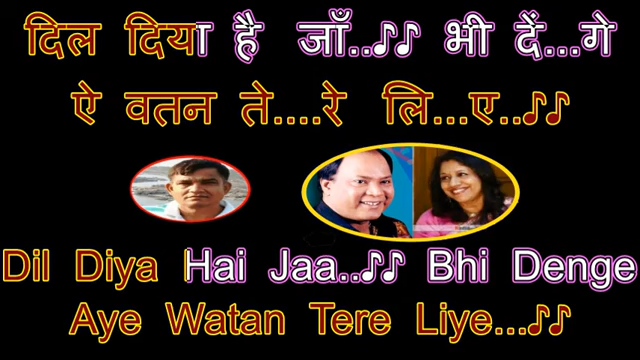 दिल दिया है जाँ..♪♪ भी दें...गे
ऐ वतन ते....रे लि...ए..♪♪
Dil Diya Hai Jaa..♪♪ Bhi Denge
Aye Watan Tere Liye...♪♪